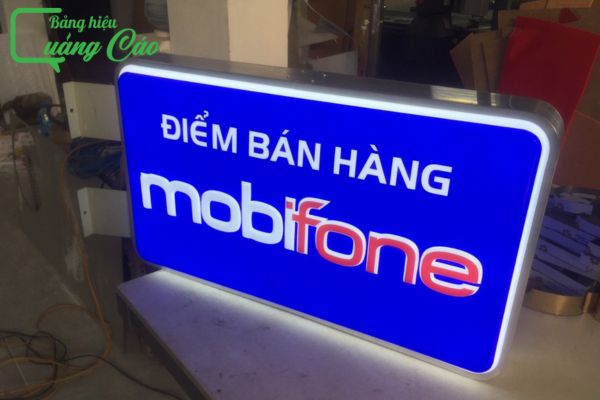 Bảng hiệu
Quảng Cáo
ĐIỂM BÁN HÀNG
mobifone